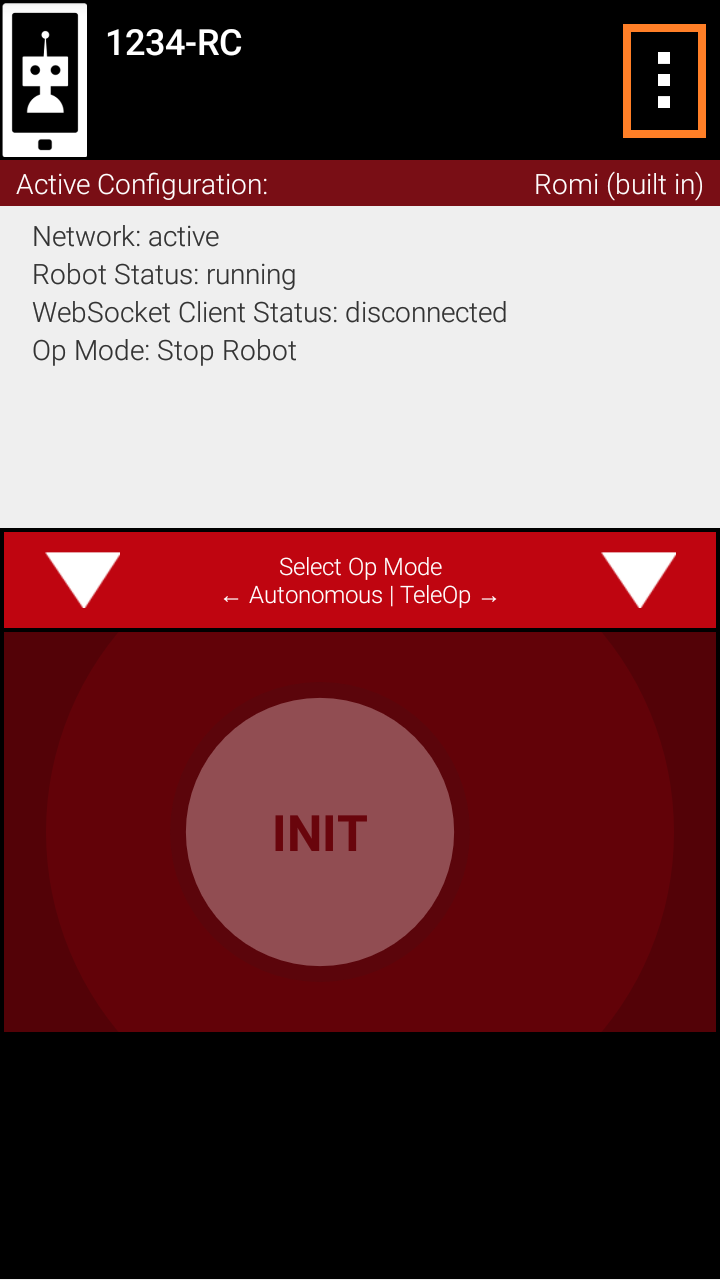 1234-RC
Active Configuration: Romi (built in)
Network: active
Robot Status: running
WebSocket Client Status: disconnected
Op Mode: Stop Robot
Select Op Mode
← Autonomous | TeleOp →
INIT